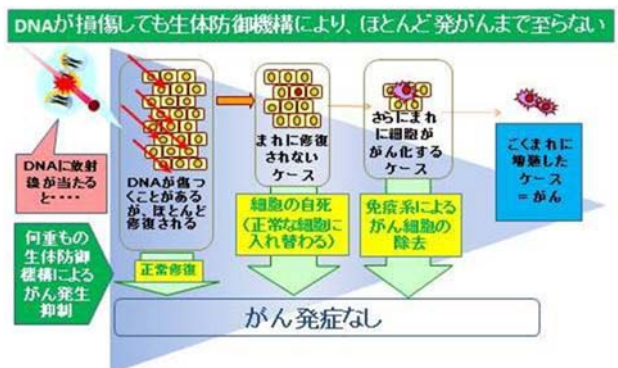 DNAが損傷しても生体防御機構により、ほとんど発がんまで至らない
DNAに放射
線が当たる
と‥‥
DNAが傷つ
くことがある
が、ほとんど
修復される
まれに修復
されない
ケース
さらにまれ
に細胞が
がん化する
ケース
ごくまれに
増殖した
ケース
=がん
何重もの
生体防御
機構による
がん発生
抑制
正常修復
細胞の自死
(正常な細胞に
入れ替わる)
免疫系による
がん細胞の
除去
がん発症なし